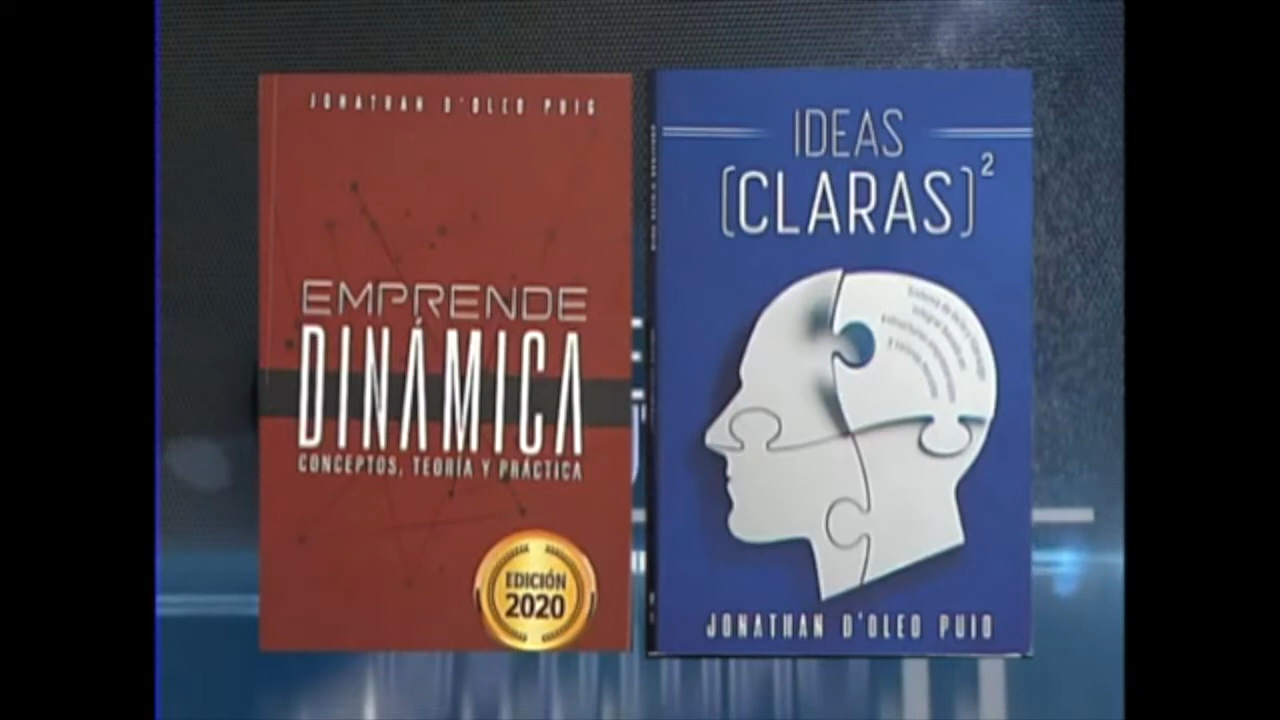 JONATHAN D'OLEO PUIG
EMPRENDE
DINÁMICA
CONCEPTOS, TEORÍA Y PRÁCTICA
EDICIÓN
2020
IDEAS
[CLARAS]²
JONATHAN D'OLEO PUIG